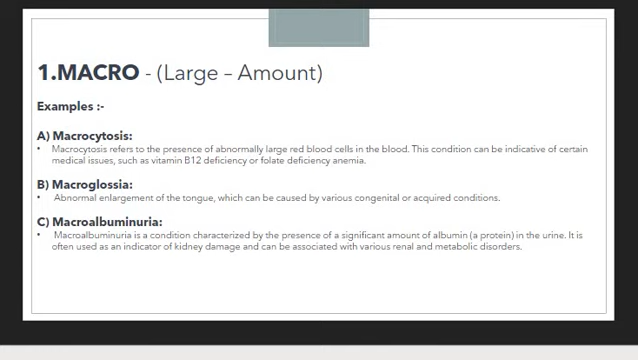 1.MACRO - (Large – Amount)
Examples :-
A) Macrocytosis:
• Macrocytosis refers to the presence of abnormally large red blood cells in the blood. This condition can be indicative of certain
medical issues, such as vitamin B12 deficiency or folate deficiency anemia.
B) Macroglossia:
• Abnormal enlargement of the tongue, which can be caused by various congenital or acquired conditions.
C) Macroalbuminuria:
• Macroalbuminuria is a condition characterized by the presence of a significant amount of albumin (a protein) in the urine. It is
often used as an indicator of kidney damage and can be associated with various renal and metabolic disorders.